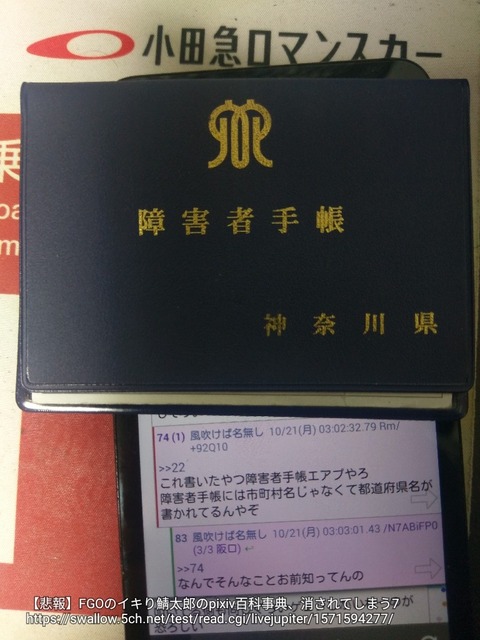 小田急ロマンスカー
乗
障害者手帳
神奈川県
74 (1) 風吹けば名無し 10/21(月) 03:02:32.79 Rm/
+92Q10
>>22
これ書いたやつ障害者手帳エアプやろ
障害者手帳には市町村名じゃなくて都道府県名が
書かれてるんやぞ
83 風吹けば名無し 10/21(月) 03:03:01.43 /N7ABiFP0
(3/3 阪口)
>>74
なんでそんなことお前知ってんの
【悲報】FGOのイキり鯖太郎のpixiv百科事典、消されてしまう7
https://swallow.5ch.net/test/read.cgi/livejupiter/1571594277/